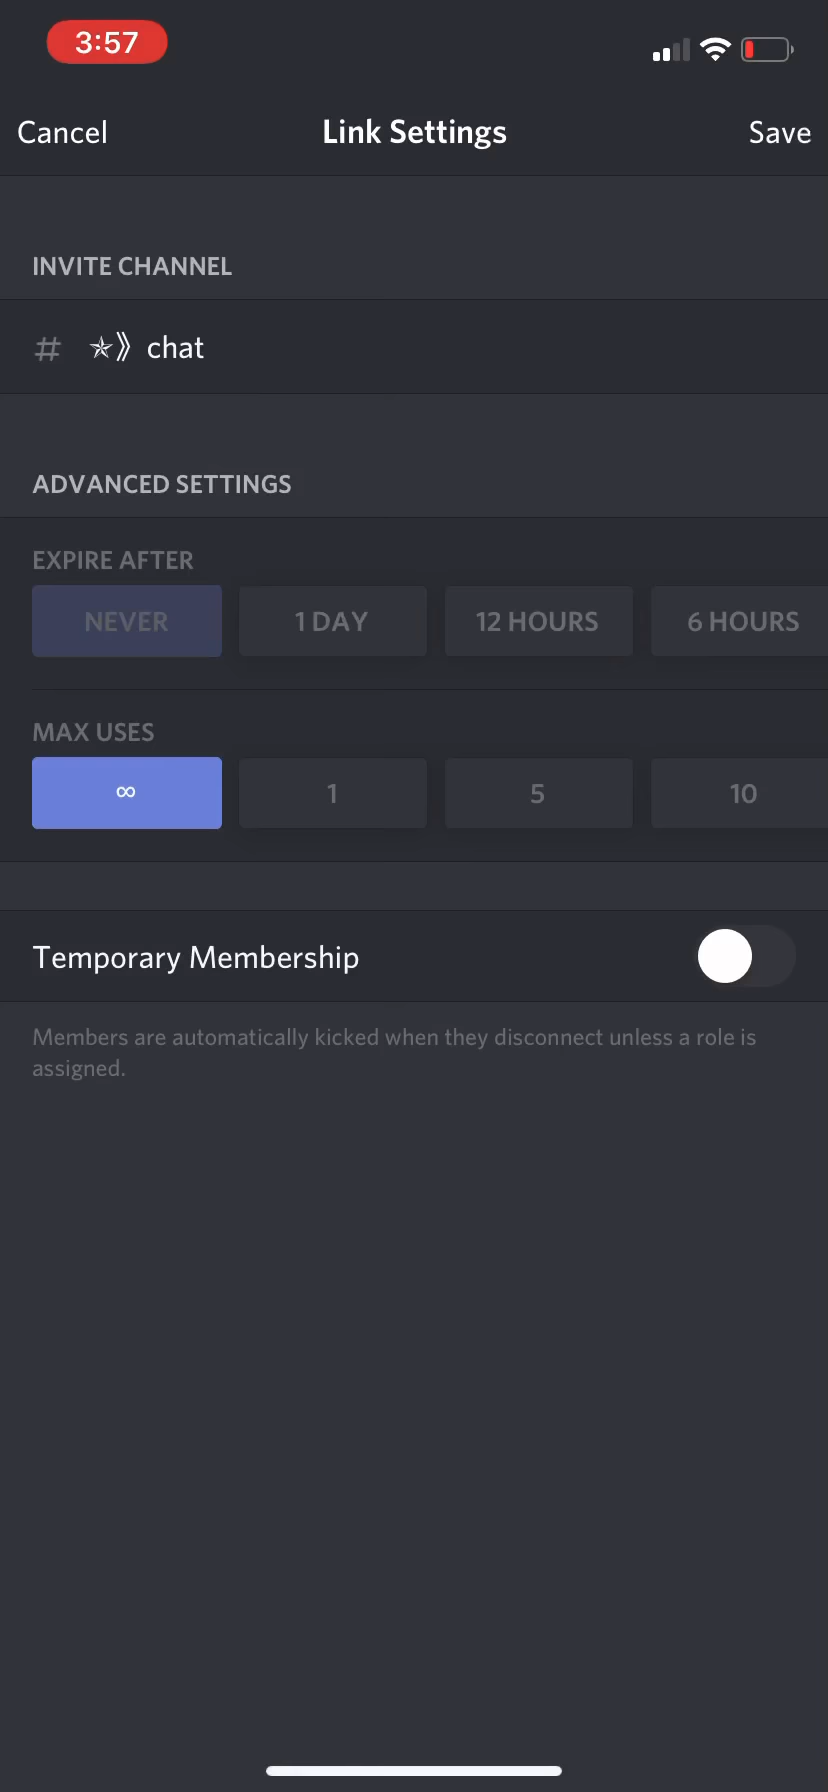 3:57
Cancel
Link Settings
Save
INVITE CHANNEL
# ✯》 chat
ADVANCED SETTINGS
EXPIRE AFTER
NEVER
1 DAY
12 HOURS
6 HOURS
MAX USES
∞
1
5
10
Temporary Membership
Members are automatically kicked when they disconnect unless a role is
assigned.